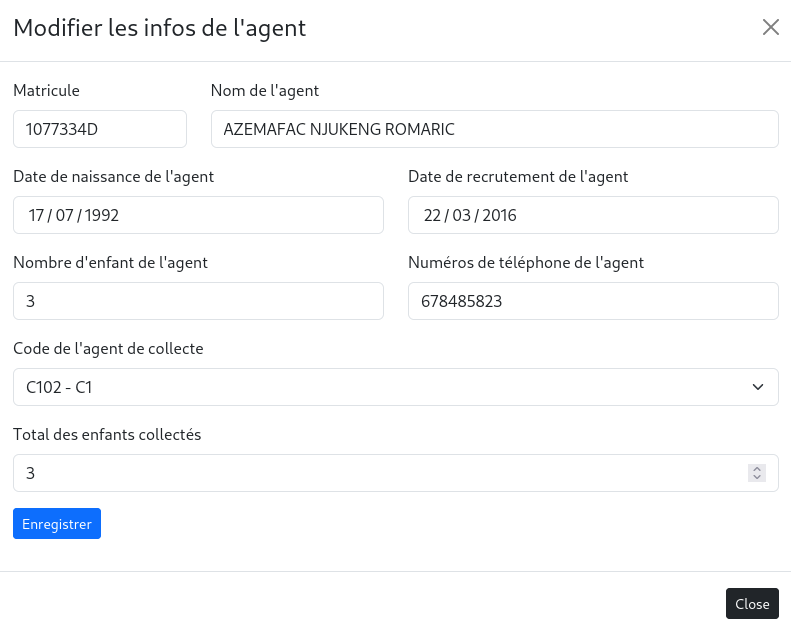 Modifier les infos de l'agent
Matricule Nom de l'agent
1077334D AZEMAFAC NJUKENG ROMARIC
Date de naissance de l'agent Date de recrutement de l'agent
17 / 07 / 1992 22 / 03 / 2016
Nombre d'enfant de l'agent Numéros de téléphone de l'agent
3 678485823
Code de l'agent de collecte
C102 - C1
Total des enfants collectés
3
Enregistrer
Close